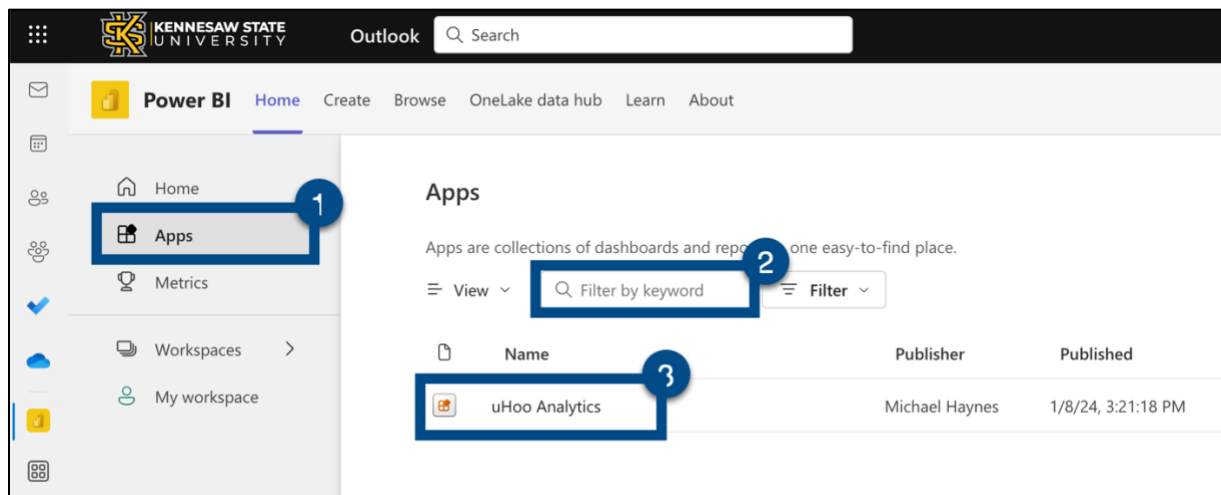 KENNESAW STATE
UNIVERSITY
Outlook
Search
Power BI
Home
Create
Browse
OneLake data hub
Learn
About
Home
1
Apps
Metrics
Workspaces
My workspace
Apps
Apps are collections of dashboards and one easy-to-find place.
2
View
Filter by keyword
Filter
Name
Publisher
Published
3
uHoo Analytics
Michael Haynes
1/8/24, 3:21:18 PM